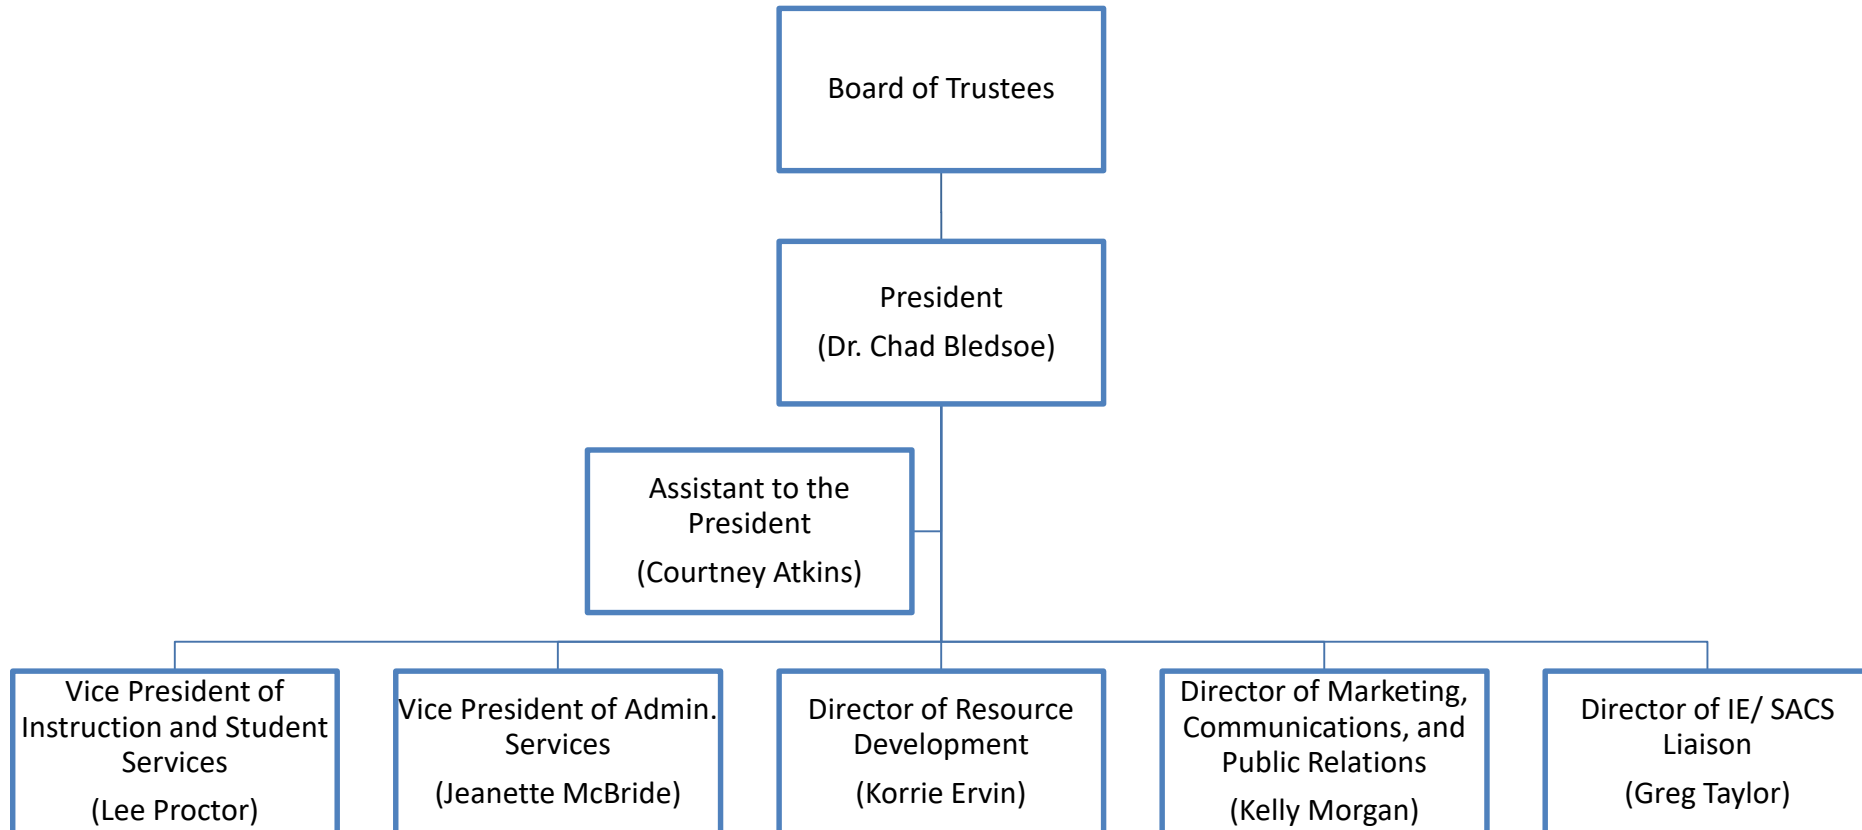 Board of Trustees
President
(Dr. Chad Bledsoe)
Assistant to the
President
(Courtney Atkins)
Vice President of
Instruction and Student
Services
(Lee Proctor)
Vice President of Admin.
Services
(Jeanette McBride)
Director of Resource
Development
(Korrie Ervin)
Director of Marketing,
Communications, and
Public Relations
(Kelly Morgan)
Director of IE/ SACS
Liaison
(Greg Taylor)